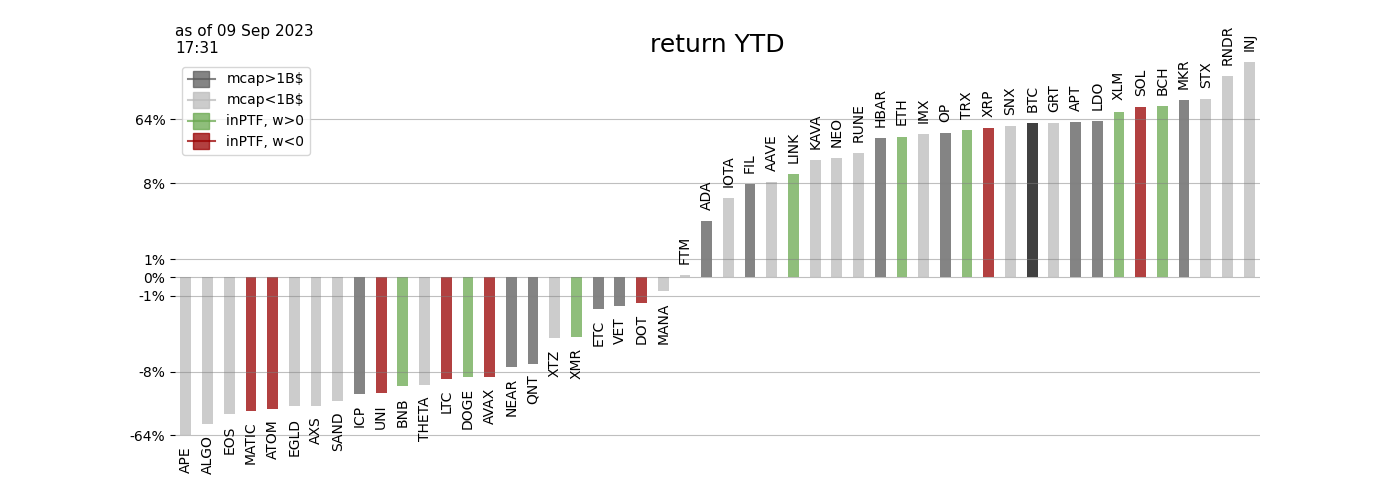 as of 09 Sep 2023
17:31
return YTD
mcap>1B$
mcap<1B$
inPTF, w>0
inPTF, w<0
64%
8%
1%
0%
-1%
-8%
-64%
APE
ALGO
EOS
MATIC
ATOM
EGLD
AXS
SAND
ICP
UNI
BNB
THETA
LTC
DOGE
AVAX
NEAR
QNT
XTZ
XMR
ETC
VET
DOT
MANA
FTM
ADA
IOTA
FIL
AAVE
LINK
KAVA
NEO
RUNE
HBAR
ETH
IMX
OP
TRX
XRP
SNX
BTC
GRT
APT
LDO
XLM
SOL
BCH
MKR
STX
RNDR
INJ